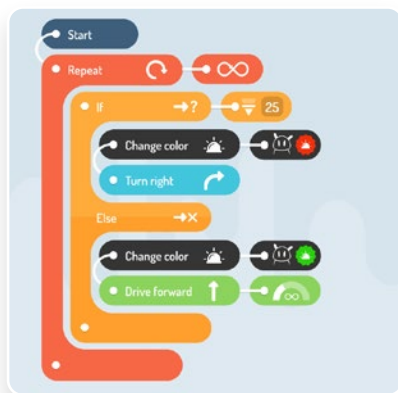 Start
Repeat
If →? 25
Change color
Turn right
Else →×
Change color
Drive forward